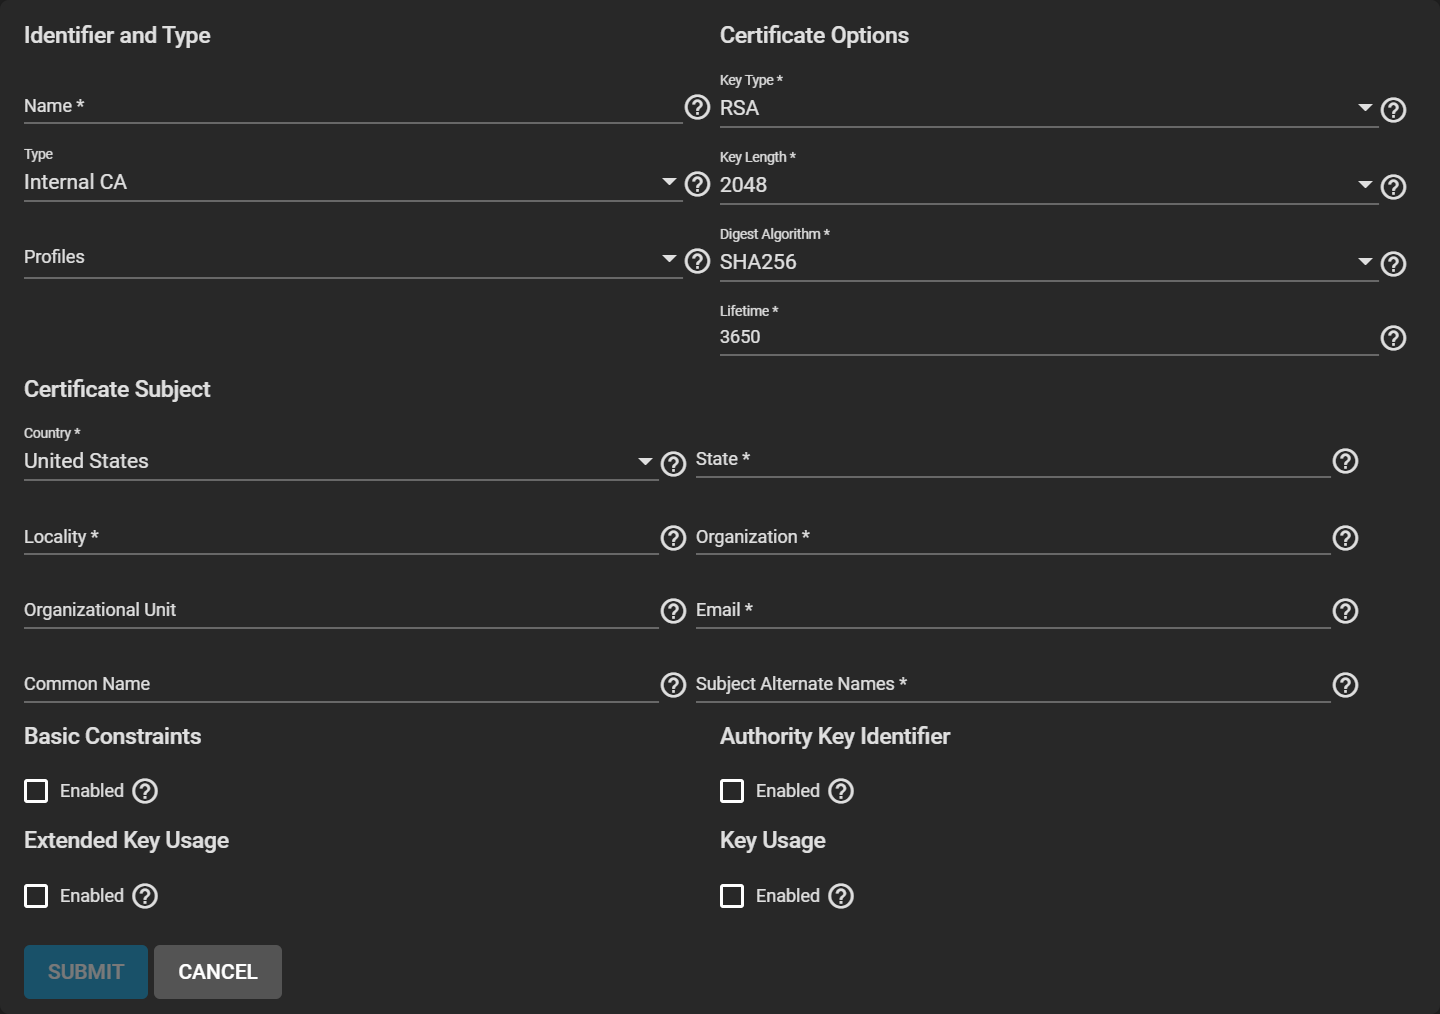 Identifier and Type
Name *
Type
Internal CA
Profiles
Certificate Options
Key Type *
RSA
Key Length *
2048
Digest Algorithm *
SHA256
Lifetime *
3650
Certificate Subject
Country *
United States
State *
Locality *
Organization *
Organizational Unit
Email *
Common Name
Subject Alternate Names *
Basic Constraints
Enabled
Authority Key Identifier
Enabled
Extended Key Usage
Enabled
Key Usage
Enabled
SUBMIT
CANCEL